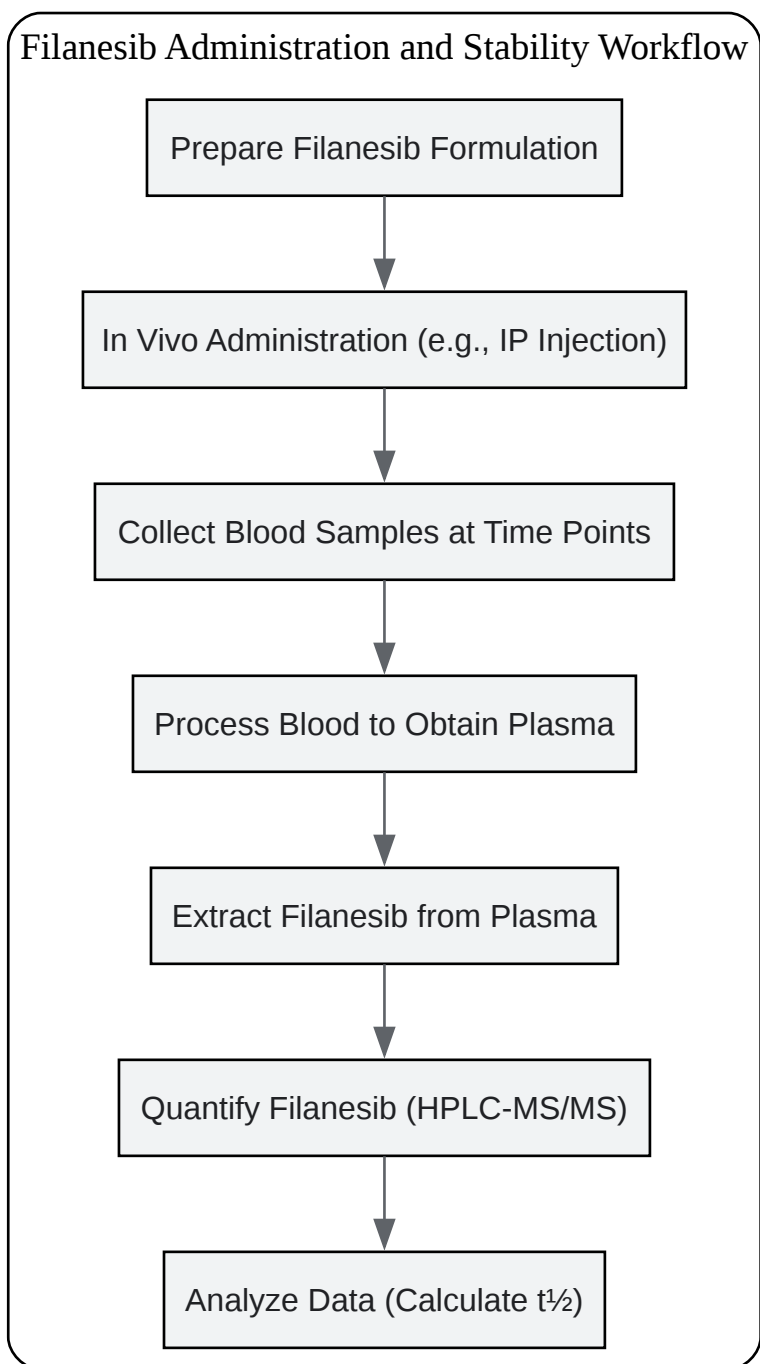 Filanesib Administration and Stability Workflow
Prepare Filanesib Formulation
In Vivo Administration (e.g., IP Injection)
Collect Blood Samples at Time Points
Process Blood to Obtain Plasma
Extract Filanesib from Plasma
Quantify Filanesib (HPLC-MS/MS)
Analyze Data (Calculate t½)